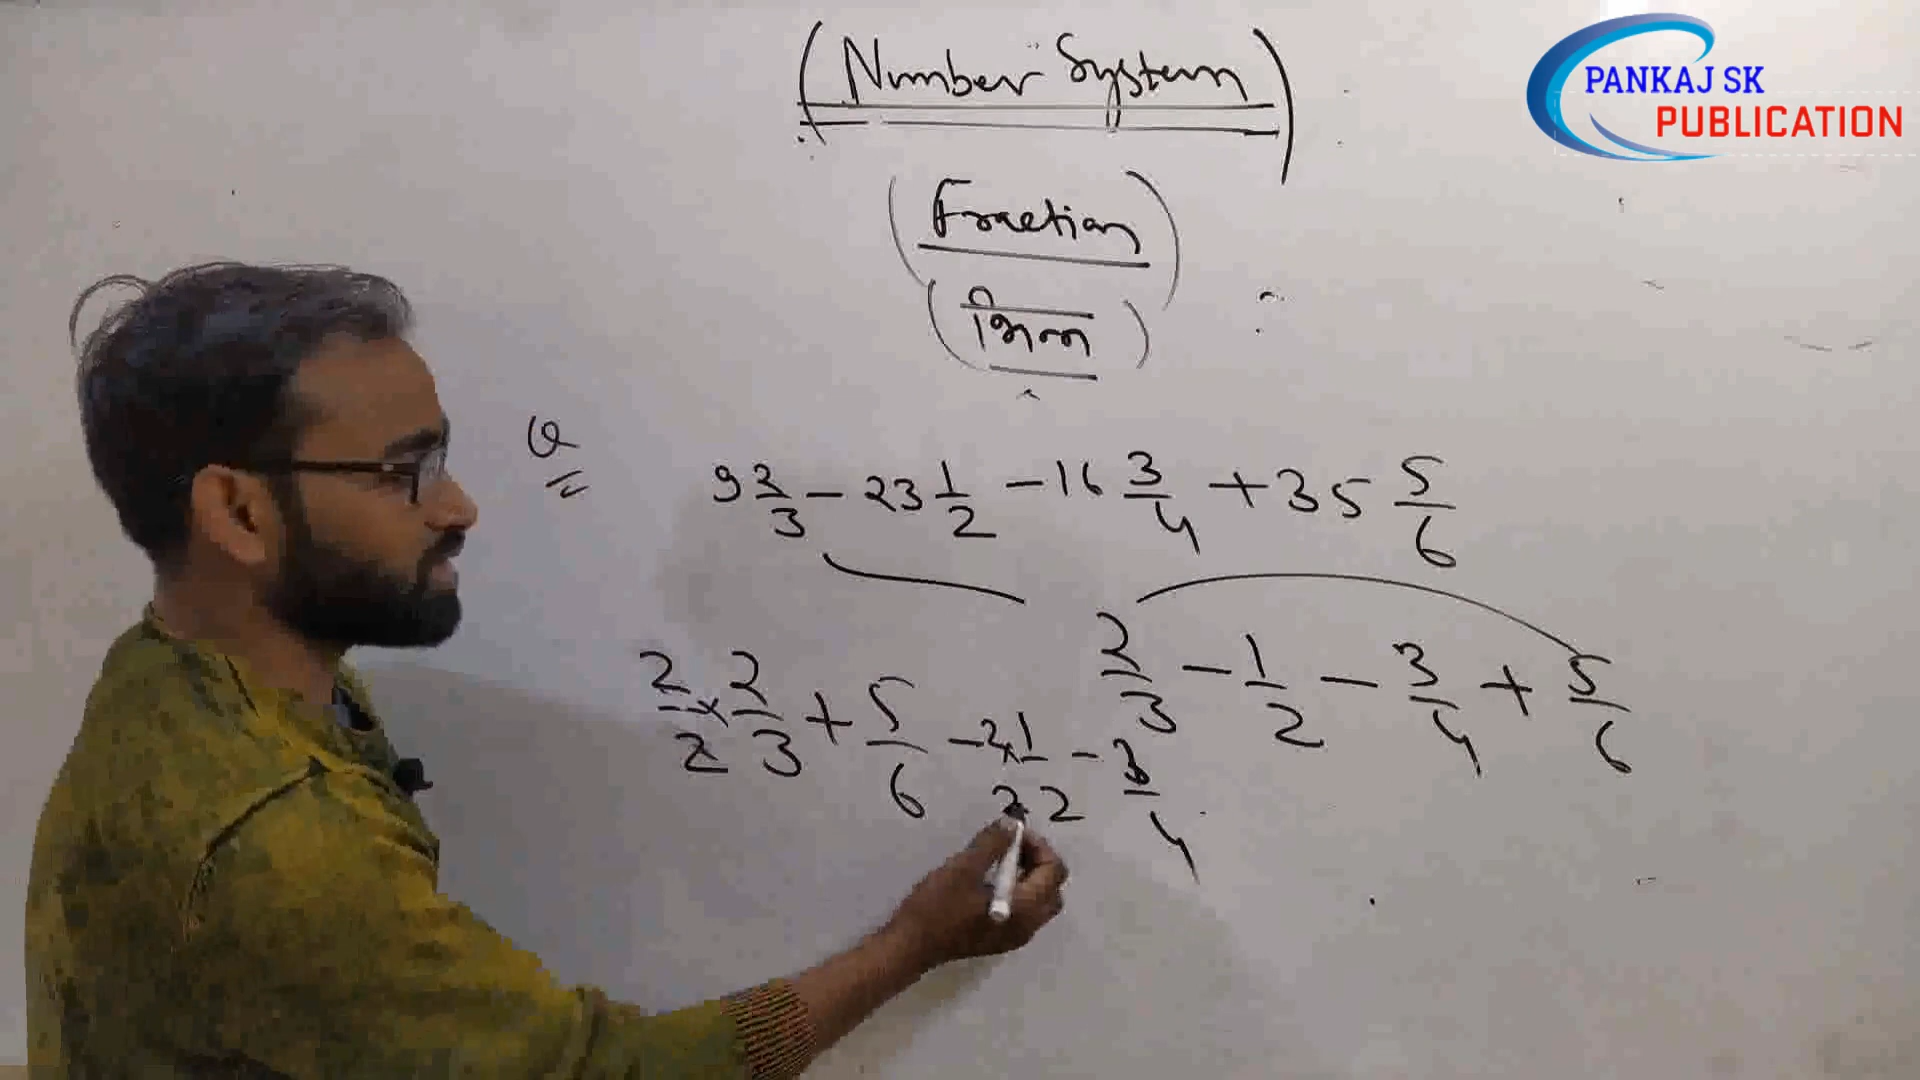 PANKAJ SK
PUBLICATION
(Number System)
(Fraction)
(भिन्न)
Q
9 2/3 - 23 1/2 - 16 3/4 + 35 5/6
2/3 - 1/2 - 3/4 + 5/6
2/2 × 2/3 + 5/6 - 2/2 × 1/2 - 3/4